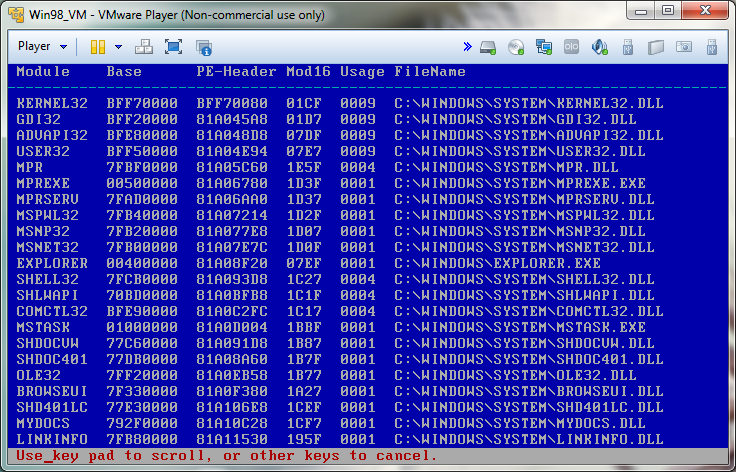 Win98_VM - VMware Player (Non-commercial use only)
Player
Module Base PE-Header Mod16 Usage FileName
KERNEL32 BFF70000 BFF70080 01CF 0009 C:\WINDOWS\SYSTEM\KERNEL32.DLL
GDI32 BFF20000 81A045A8 01D7 0009 C:\WINDOWS\SYSTEM\GDI32.DLL
ADVAPI32 BFE80000 81A048D8 07DF 0009 C:\WINDOWS\SYSTEM\ADVAPI32.DLL
USER32 BFF50000 81A04E94 07E7 0009 C:\WINDOWS\SYSTEM\USER32.DLL
MPR 7FBF0000 81A05C60 1E5F 0004 C:\WINDOWS\SYSTEM\MPR.DLL
MPREXE 00500000 81A06780 1D3F 0001 C:\WINDOWS\SYSTEM\MPREXE.EXE
MPRSERV 7FAD0000 81A06AA0 1D37 0001 C:\WINDOWS\SYSTEM\MPRSERV.DLL
MSPWL32 7FB40000 81A07214 1D2F 0001 C:\WINDOWS\SYSTEM\MSPWL32.DLL
MSNP32 7FB20000 81A077E8 1D07 0001 C:\WINDOWS\SYSTEM\MSNP32.DLL
MSNET32 7FB00000 81A07E7C 1D0F 0001 C:\WINDOWS\SYSTEM\MSNET32.DLL
EXPLORER 00400000 81A08F20 07EF 0001 C:\WINDOWS\EXPLORER.EXE
SHELL32 7FCB0000 81A093D8 1C27 0004 C:\WINDOWS\SYSTEM\SHELL32.DLL
SHLWAPI 70BD0000 81A0BFB8 1C1F 0004 C:\WINDOWS\SYSTEM\SHLWAPI.DLL
COMCTL32 BFE90000 81A0C2FC 1C17 0004 C:\WINDOWS\SYSTEM\COMCTL32.DLL
MSTASK 01000000 81A0D004 1BBF 0001 C:\WINDOWS\SYSTEM\MSTASK.EXE
SHDOCVW 77C60000 81A091D8 1B87 0001 C:\WINDOWS\SYSTEM\SHDOCVW.DLL
SHDOC401 77DB0000 81A08A60 1B7F 0001 C:\WINDOWS\SYSTEM\SHDOC401.DLL
OLE32 7FF20000 81A0EB58 1B77 0001 C:\WINDOWS\SYSTEM\OLE32.DLL
BROWSEUI 7F330000 81A0F380 1A27 0001 C:\WINDOWS\SYSTEM\BROWSEUI.DLL
SHD401LC 77E30000 81A106E8 1CEF 0001 C:\WINDOWS\SYSTEM\SHD401LC.DLL
MYDOCS 792F0000 81A10C28 1CF7 0001 C:\WINDOWS\SYSTEM\MYDOCS.DLL
LINKINFO 7FB80000 81A11530 195F 0001 C:\WINDOWS\SYSTEM\LINKINFO.DLL
Use_key pad to scroll, or other keys to cancel.